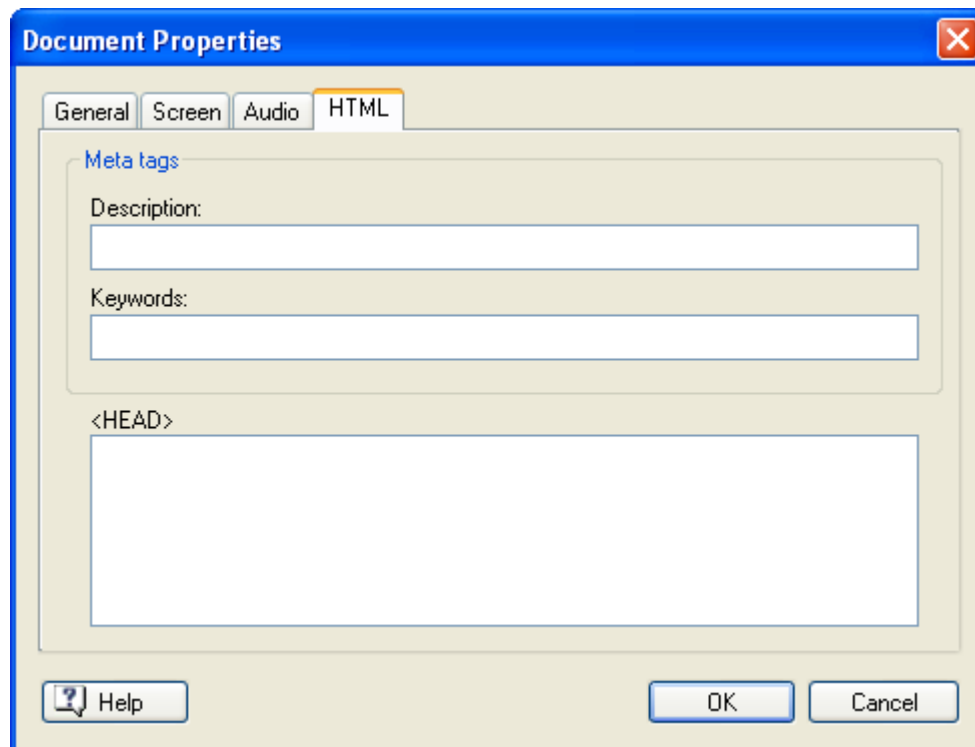 Document Properties
General Screen Audio HTML
Meta tags
Description:
Keywords:
<HEAD>
Help OK Cancel